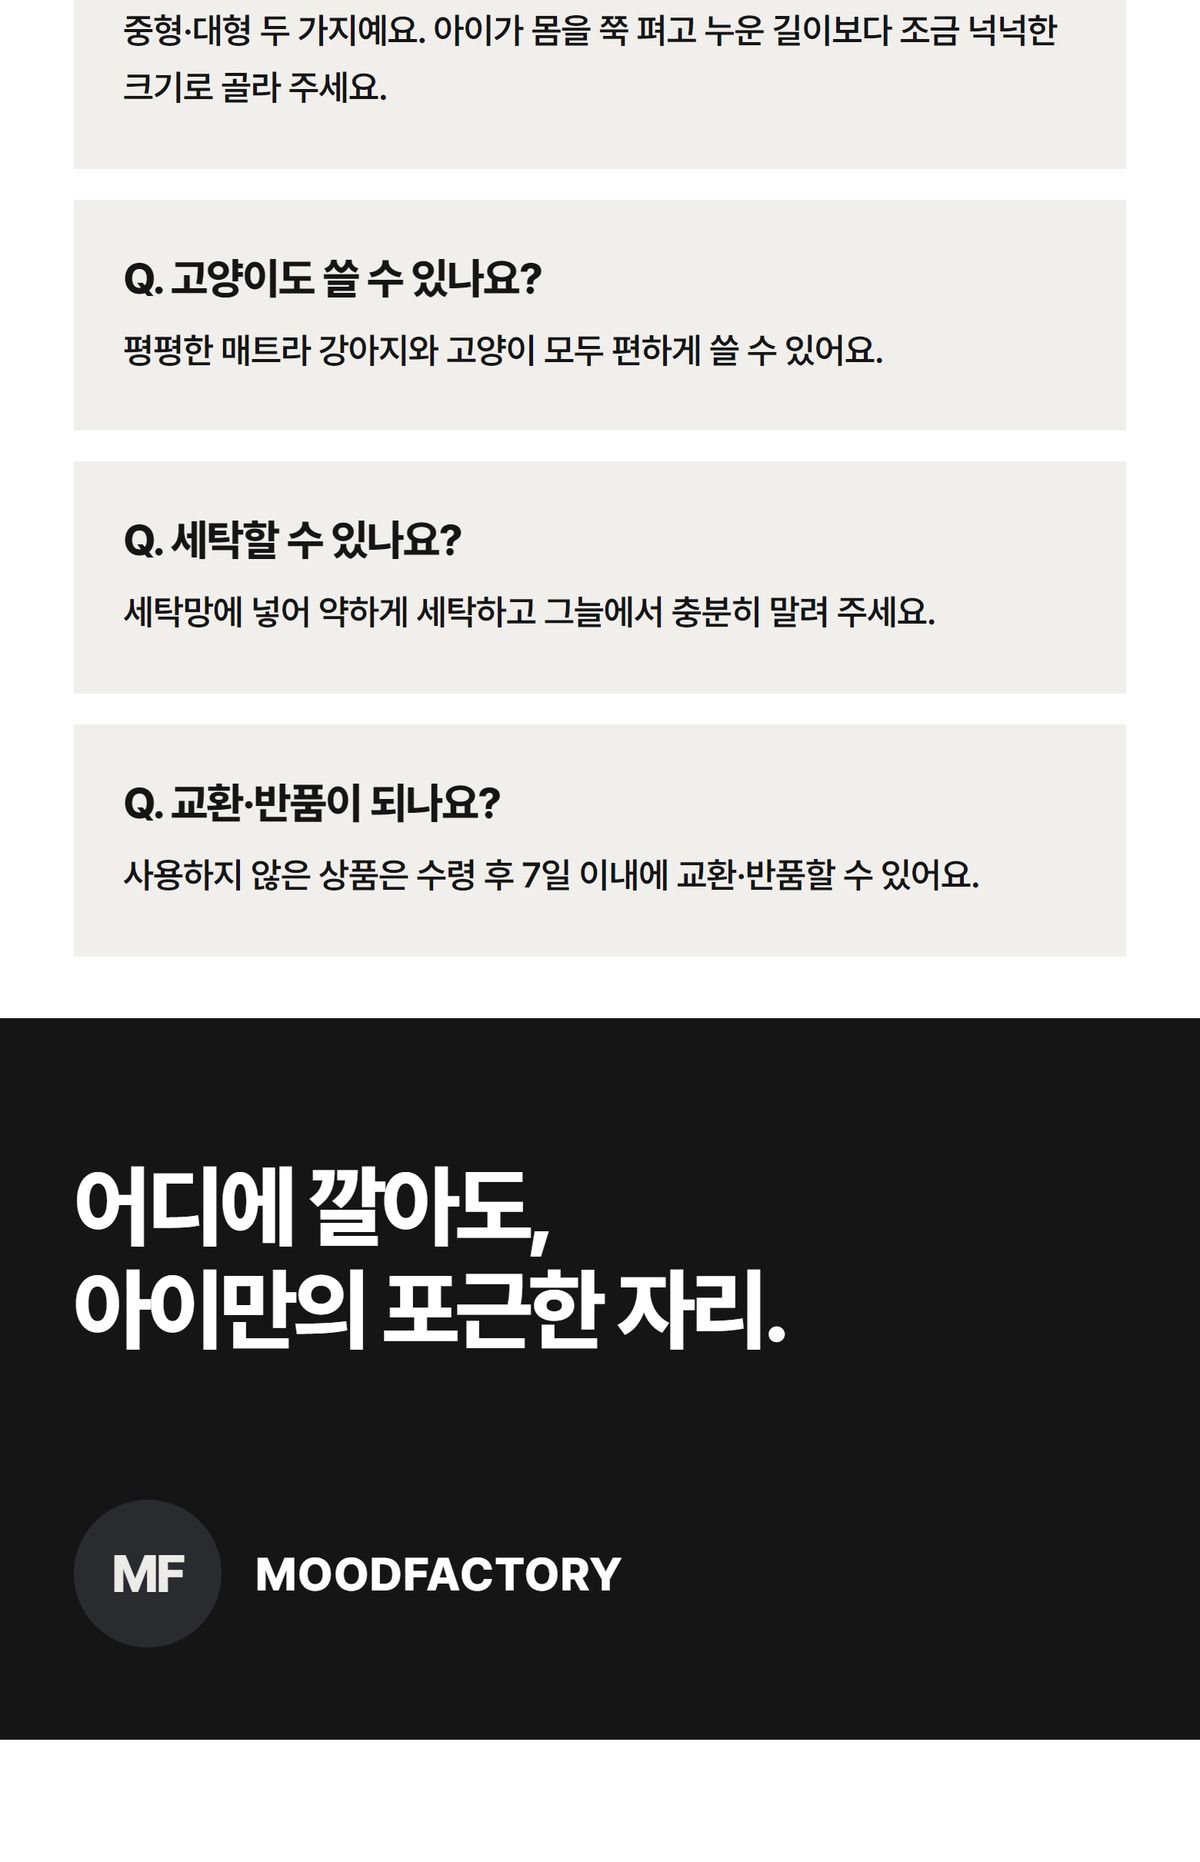 중형·대형 두 가지예요. 아이가 몸을 쭉 펴고 누운 길이보다 조금 넉넉한
크기로 골라 주세요.
Q. 고양이도 쓸 수 있나요?
평평한 매트라 강아지와 고양이 모두 편하게 쓸 수 있어요.
Q. 세탁할 수 있나요?
세탁망에 넣어 약하게 세탁하고 그늘에서 충분히 말려 주세요.
Q. 교환·반품이 되나요?
사용하지 않은 상품은 수령 후 7일 이내에 교환·반품할 수 있어요.
어디에 깔아도,
아이만의 포근한 자리.
MF MOODFACTORY